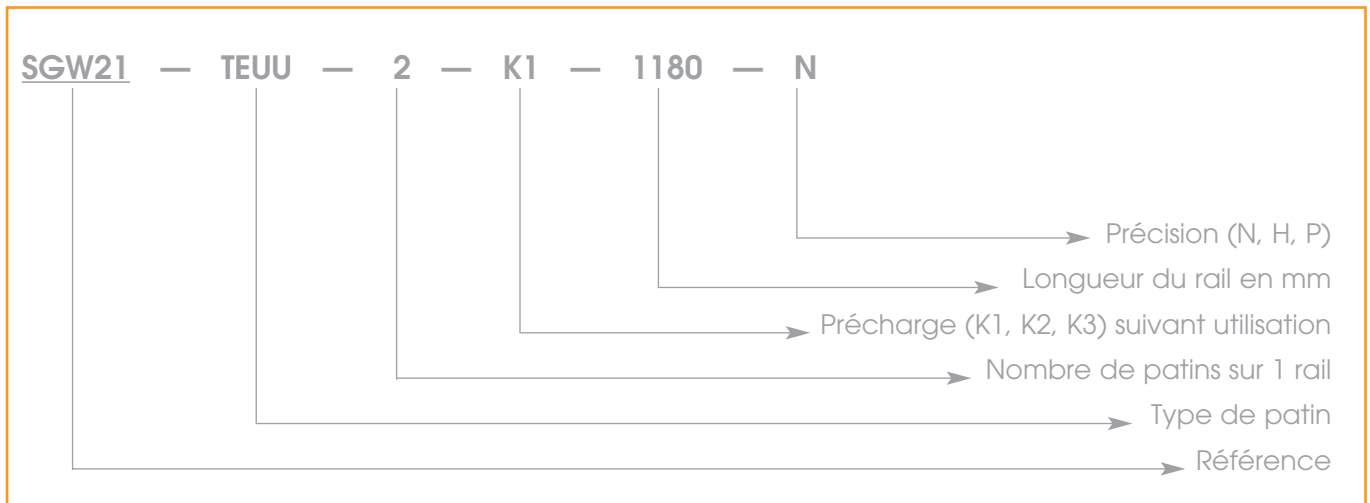 SGW21 — TEUU — 2 — K1 — 1180 — N
Précision (N, H, P)
Longueur du rail en mm
Précharge (K1, K2, K3) suivant utilisation
Nombre de patins sur 1 rail
Type de patin
Référence